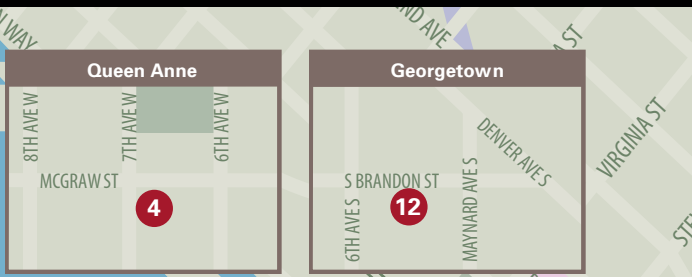 ND AVE
N WAY
A ST
Queen Anne
Georgetown
8TH AVE W
7TH AVE W
6TH AVE W
MCGRAW ST
4
DENVER AVE S
S BRANDON ST
12
6TH AVE S
MAYNARD AVE S
VIRGINIA ST
STE